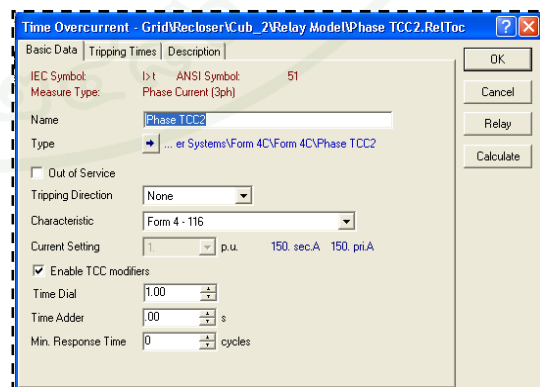 Time Overcurrent - Grid\Recloser\Cub_2\Relay Model\Phase TCC2.RelToc
Basic Data Tripping Times Description
OK
IEC Symbol: I>t ANSI Symbol: 51
Measure Type: Phase Current (3ph)
Cancel
Name Phase TCC2
Relay
Type ... er Systems\Form 4C\Form 4C\Phase TCC2
Calculate
Out of Service
Tripping Direction None
Characteristic Form 4 - 116
Current Setting 1. p.u. 150. sec.A 150. pri.A
Enable TCC modifiers
Time Dial 1.00
Time Adder .00 s
Min. Response Time 0 cycles